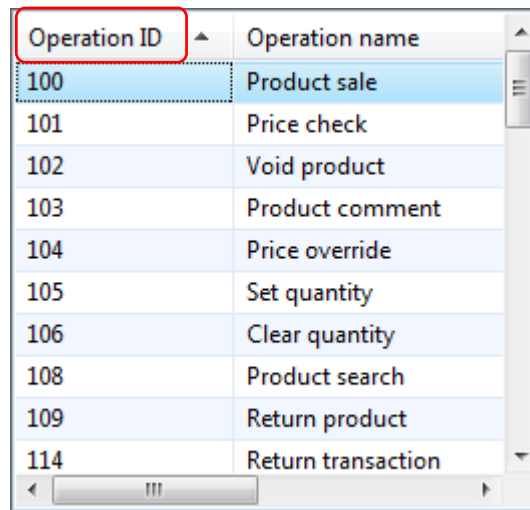 Operation ID Operation name
100 Product sale
101 Price check
102 Void product
103 Product comment
104 Price override
105 Set quantity
106 Clear quantity
108 Product search
109 Return product
114 Return transaction